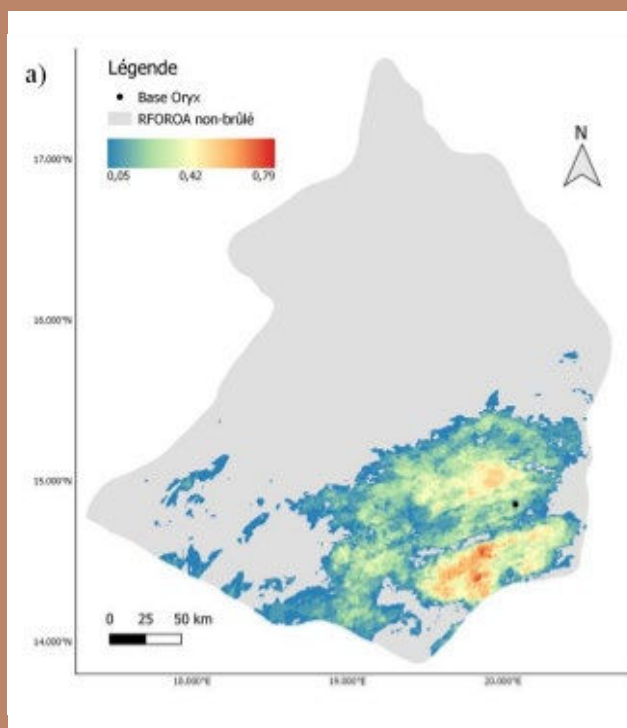 a)
Légende
Base Oryx
RFOROA non-brûlé
0,05 0,42 0,79
N
17.000°N
16.000°N
15.000°N
14.000°N
0 25 50 km
18.000°E 19.000°E 20.000°E